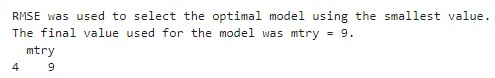 RMSE was used to select the optimal model using the smallest value.
The final value used for the model was mtry = 9.
mtry
4 9